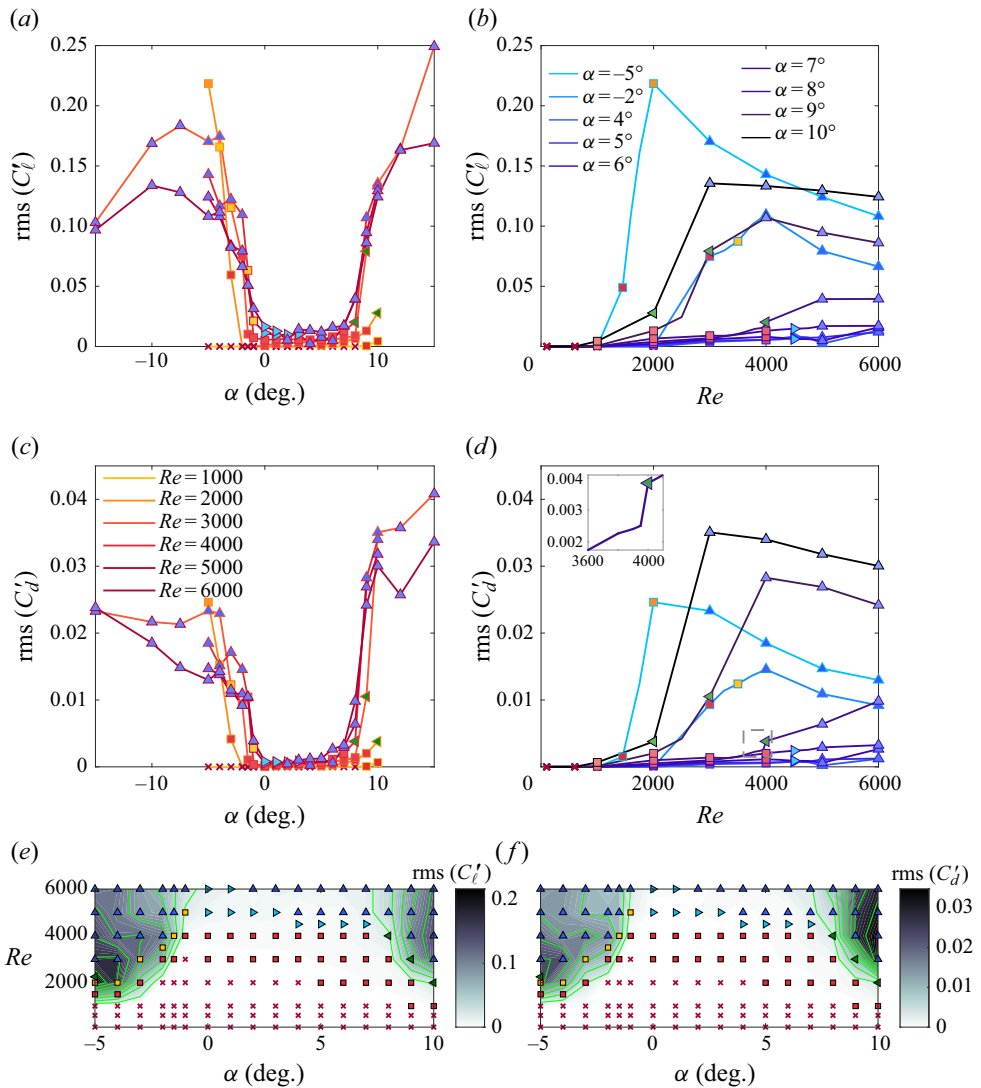 (a)
(b)
0.25
0.20
0.15
0.10
0.05
0
rms (C′ℓ)
−10
0
10
α (deg.)
0.25
0.20
0.15
0.10
0.05
0
rms (C′ℓ)
α = −5°
α = −2°
α = 4°
α = 5°
α = 6°
α = 7°
α = 8°
α = 9°
α = 10°
2000
4000
6000
Re
(c)
(d)
0.04
0.03
0.02
0.01
0
rms (C′d)
Re = 1000
Re = 2000
Re = 3000
Re = 4000
Re = 5000
Re = 6000
−10
0
10
α (deg.)
0.04
0.03
0.02
0.01
0
rms (C′d)
0.004
0.003
0.002
3600
4000
2000
4000
6000
Re
(e)
(f)
rms (C′ℓ)
6000
4000
2000
Re
0.2
0.1
0
−5
0
5
10
α (deg.)
rms (C′d)
0.03
0.02
0.01
0
−5
0
5
10
α (deg.)